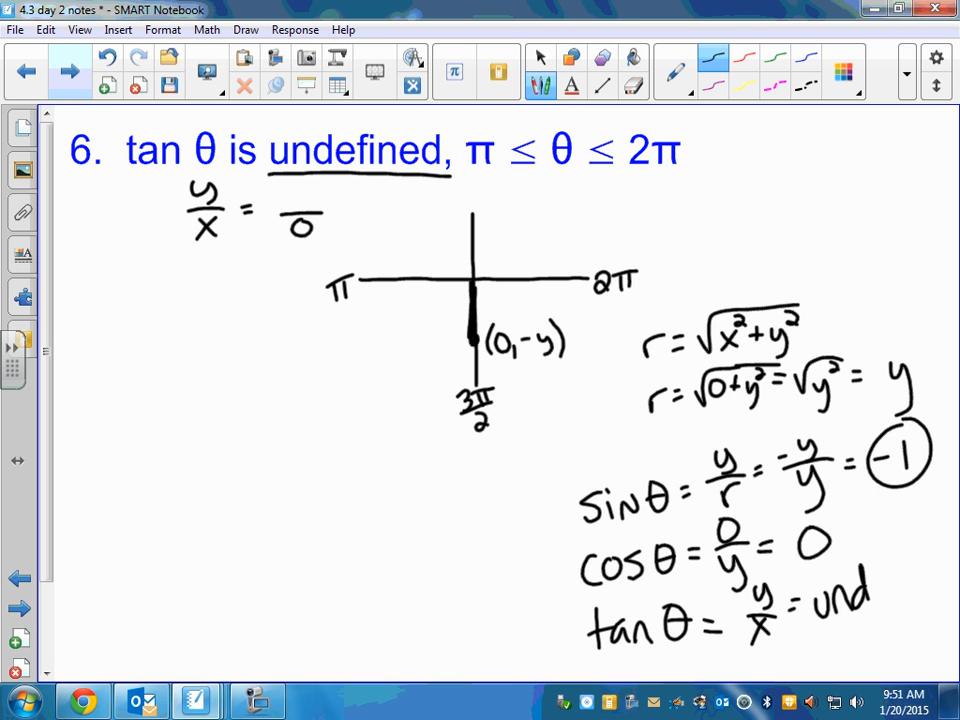 4.3 day 2 notes * - SMART Notebook
File Edit View Insert Format Math Draw Response Help
6. tan θ is undefined, π ≤ θ ≤ 2π
y/x = /0
π 2π
(0, -y)
3π/2
r = √(x² + y²)
r = √(0 + y²) = √y² = y
sin θ = y/r = -y/y = -1
cos θ = 0/y = 0
tan θ = y/x = und
9:51 AM
1/20/2015